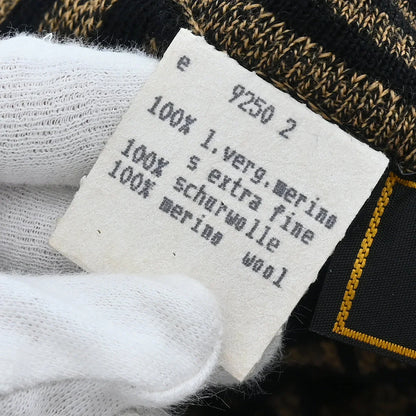 e 9250 2
100% l.verg.merino
s extra fine
100% schurwolle
100% merino wool